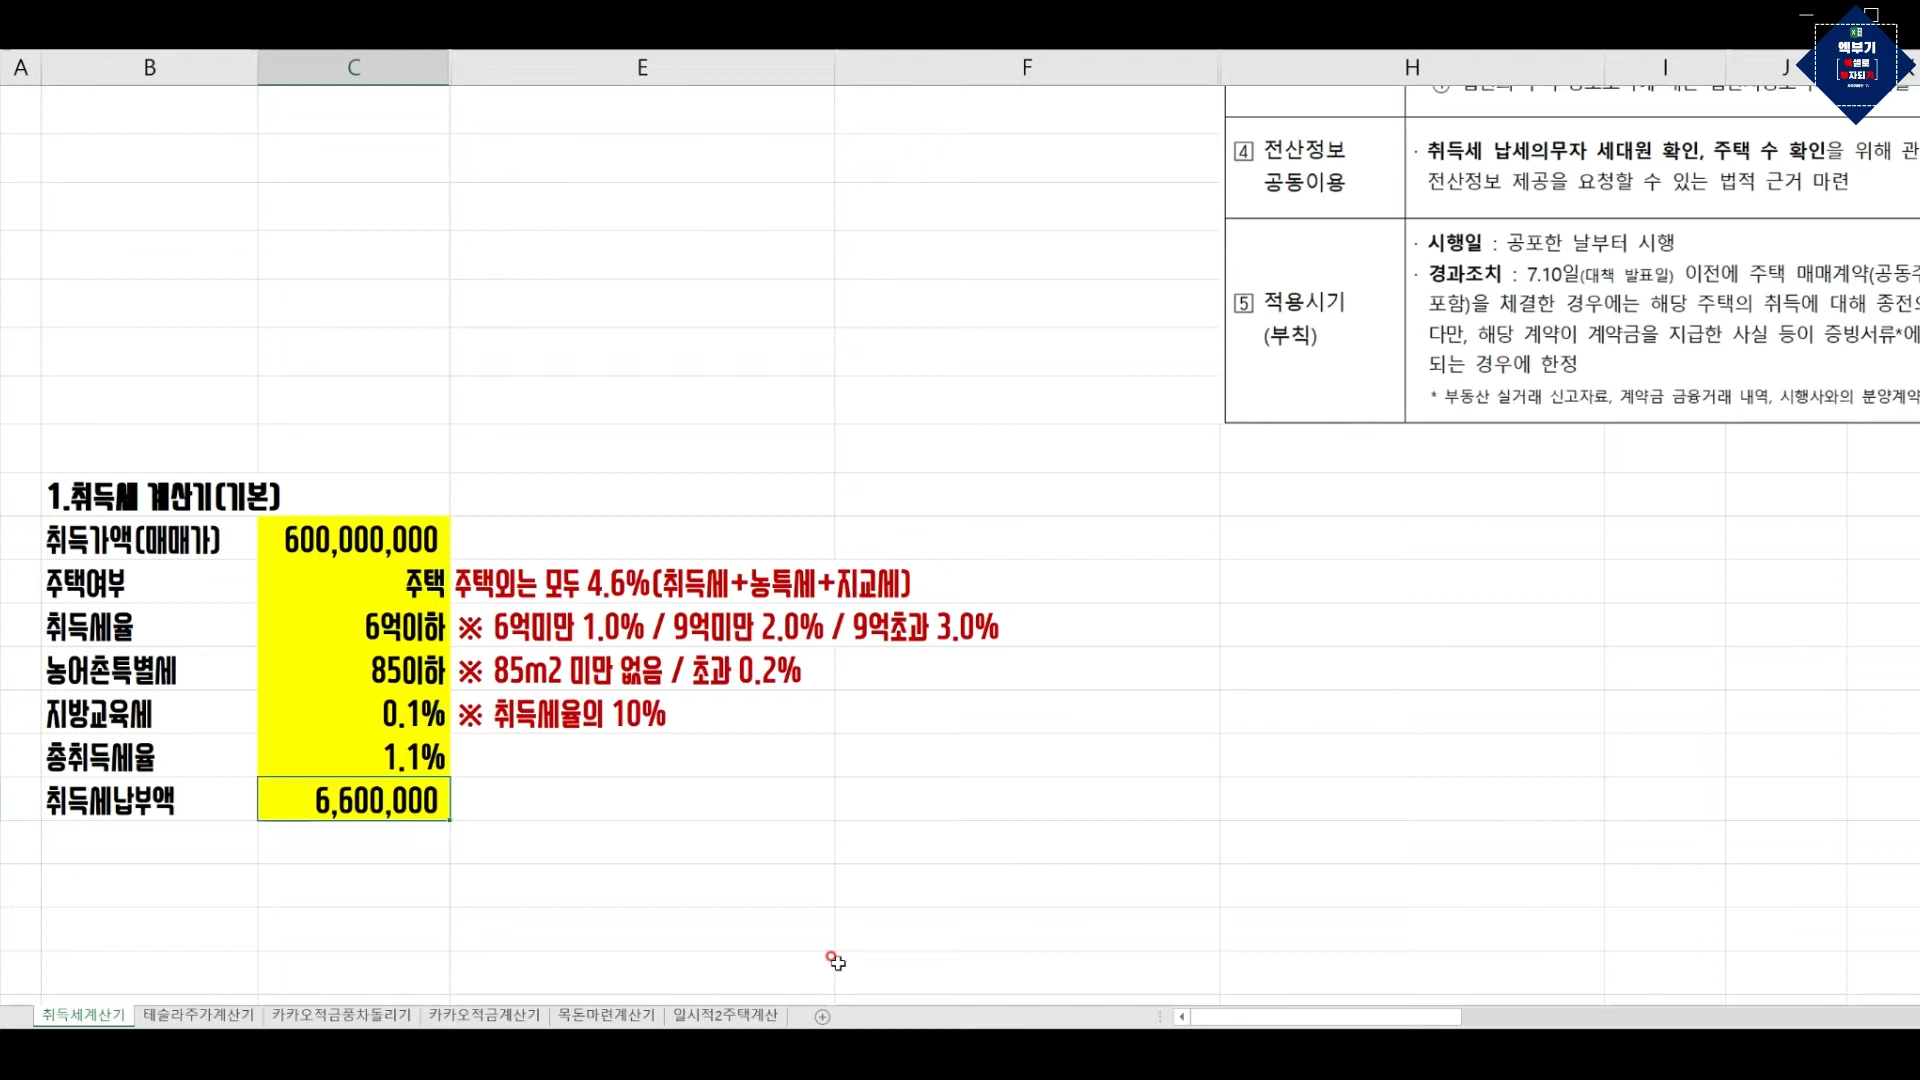 엑부기
엑셀로
부자되기
A B C E F H I J
4 전산정보
공동이용
· 취득세 납세의무자 세대원 확인, 주택 수 확인을 위해 관
전산정보 제공을 요청할 수 있는 법적 근거 마련
5 적용시기
(부칙)
· 시행일 : 공포한 날부터 시행
· 경과조치 : 7.10일(대책 발표일) 이전에 주택 매매계약(공동주
포함)을 체결한 경우에는 해당 주택의 취득에 대해 종전의
다만, 해당 계약이 계약금을 지급한 사실 등이 증빙서류*에
되는 경우에 한정
* 부동산 실거래 신고자료, 계약금 금융거래 내역, 시행사와의 분양계약
1.취득세 계산기(기본)
취득가액(매매가) 600,000,000
주택여부 주택 주택외는 모두 4.6%(취득세+농특세+지교세)
취득세율 6억이하 ※ 6억미만 1.0% / 9억미만 2.0% / 9억초과 3.0%
농어촌특별세 85이하 ※ 85m2 미만 없음 / 초과 0.2%
지방교육세 0.1% ※ 취득세율의 10%
총취득세율 1.1%
취득세납부액 6,600,000
취득세계산기 테슬라주가계산기 카카오적금풍차돌리기 카카오적금계산기 목돈마련계산기 일시적2주택계산